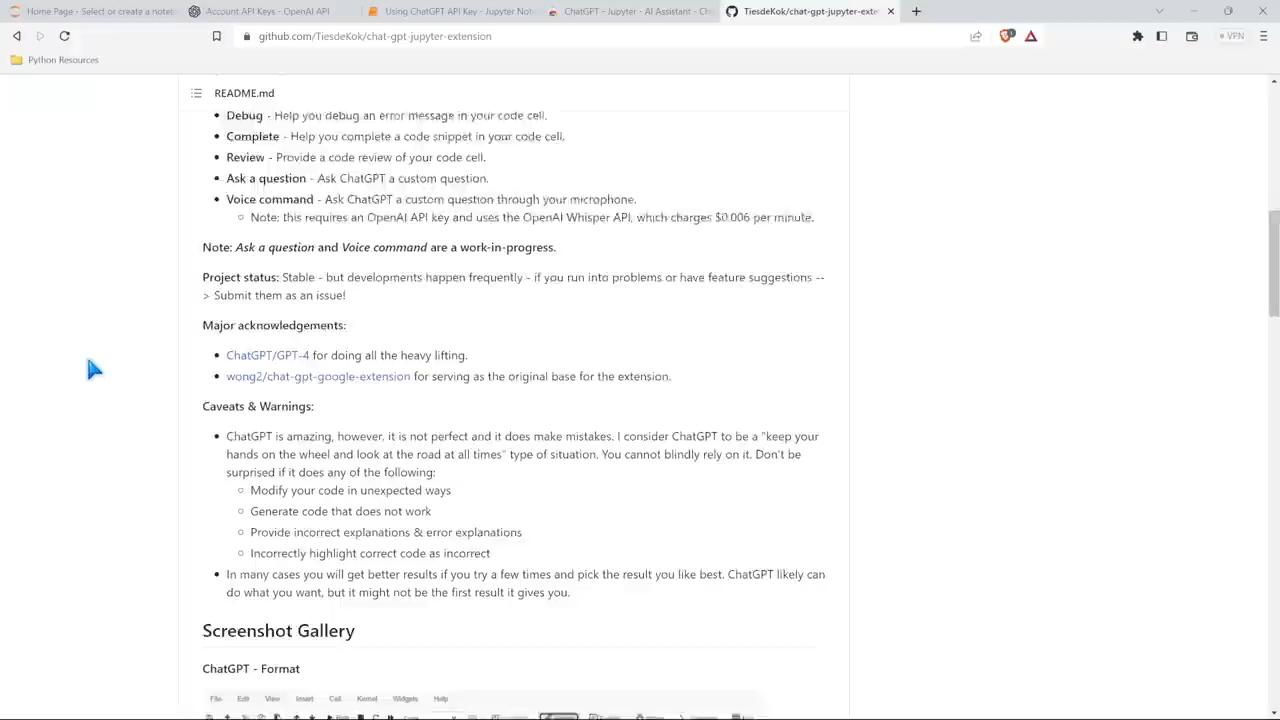 Home Page - Select or create a noteb
Account API Keys - OpenAI API
Using ChatGPT API Key - Jupyter Not
ChatGPT - Jupyter - AI Assistant - Ch
TiesdeKok/chat-gpt-jupyter-exte
github.com/TiesdeKok/chat-gpt-jupyter-extension
VPN
Python Resources
README.md
Debug - Help you debug an error message in your code cell.
Complete - Help you complete a code snippet in your code cell.
Review - Provide a code review of your code cell.
Ask a question - Ask ChatGPT a custom question.
Voice command - Ask ChatGPT a custom question through your microphone.
Note: this requires an OpenAI API key and uses the OpenAI Whisper API, which charges $0.006 per minute.
Note: Ask a question and Voice command are a work-in-progress.
Project status: Stable - but developments happen frequently - if you run into problems or have feature suggestions --
> Submit them as an issue!
Major acknowledgements:
ChatGPT/GPT-4 for doing all the heavy lifting.
wong2/chat-gpt-google-extension for serving as the original base for the extension.
Caveats & Warnings:
ChatGPT is amazing, however, it is not perfect and it does make mistakes. I consider ChatGPT to be a "keep your
hands on the wheel and look at the road at all times" type of situation. You cannot blindly rely on it. Don't be
surprised if it does any of the following:
Modify your code in unexpected ways
Generate code that does not work
Provide incorrect explanations & error explanations
Incorrectly highlight correct code as incorrect
In many cases you will get better results if you try a few times and pick the result you like best. ChatGPT likely can
do what you want, but it might not be the first result it gives you.
Screenshot Gallery
ChatGPT - Format
File Edit View Insert Cell Kernel Widgets Help